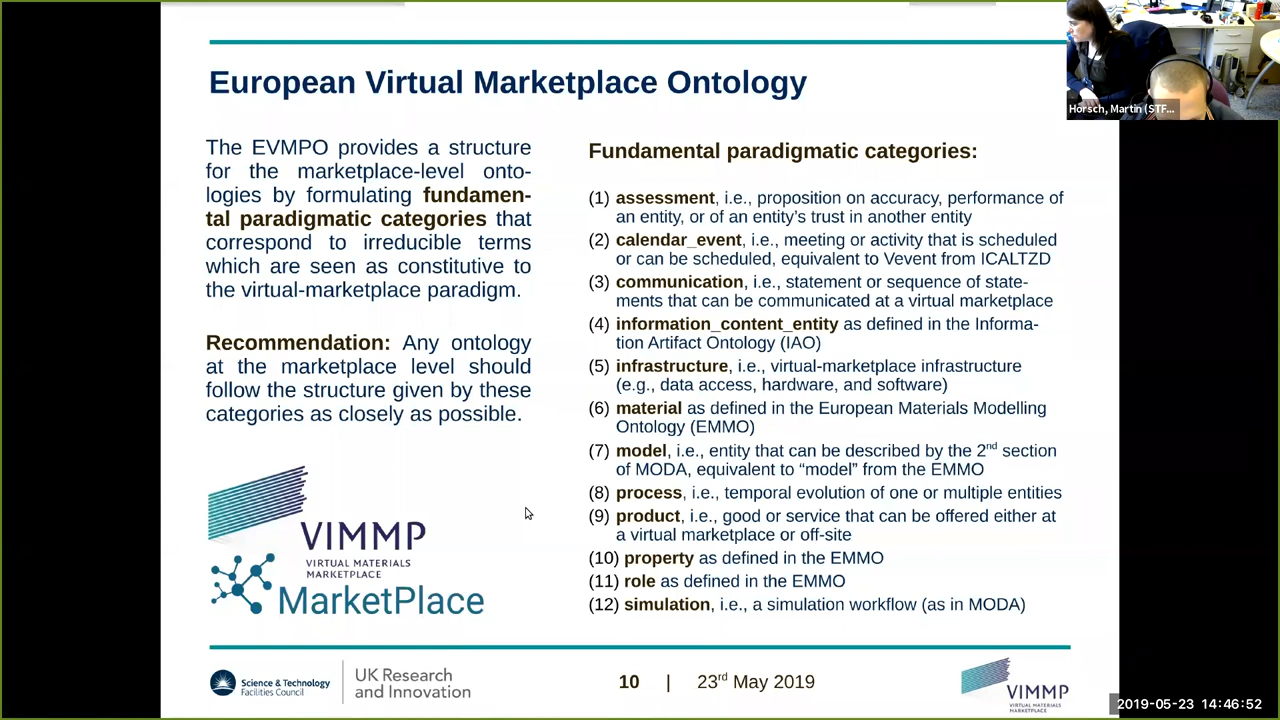 European Virtual Marketplace Ontology
The EVMPO provides a structure
for the marketplace-level onto-
logies by formulating fundamen-
tal paradigmatic categories that
correspond to irreducible terms
which are seen as constitutive to
the virtual-marketplace paradigm.
Recommendation: Any ontology
at the marketplace level should
follow the structure given by these
categories as closely as possible.
VIMMP
VIRTUAL MATERIALS
MARKETPLACE
MarketPlace
Fundamental paradigmatic categories:
(1) assessment, i.e., proposition on accuracy, performance of
an entity, or of an entity's trust in another entity
(2) calendar_event, i.e., meeting or activity that is scheduled
or can be scheduled, equivalent to Vevent from ICALTZD
(3) communication, i.e., statement or sequence of state-
ments that can be communicated at a virtual marketplace
(4) information_content_entity as defined in the Informa-
tion Artifact Ontology (IAO)
(5) infrastructure, i.e., virtual-marketplace infrastructure
(e.g., data access, hardware, and software)
(6) material as defined in the European Materials Modelling
Ontology (EMMO)
(7) model, i.e., entity that can be described by the 2nd section
of MODA, equivalent to “model” from the EMMO
(8) process, i.e., temporal evolution of one or multiple entities
(9) product, i.e., good or service that can be offered either at
a virtual marketplace or off-site
(10) property as defined in the EMMO
(11) role as defined in the EMMO
(12) simulation, i.e., a simulation workflow (as in MODA)
Science & Technology
Facilities Council
UK Research
and Innovation
10 | 23rd May 2019
VIMMP
VIRTUAL MATERIALS
MARKETPLACE
Horsch, Martin (STF...
2019-05-23 14:46:52